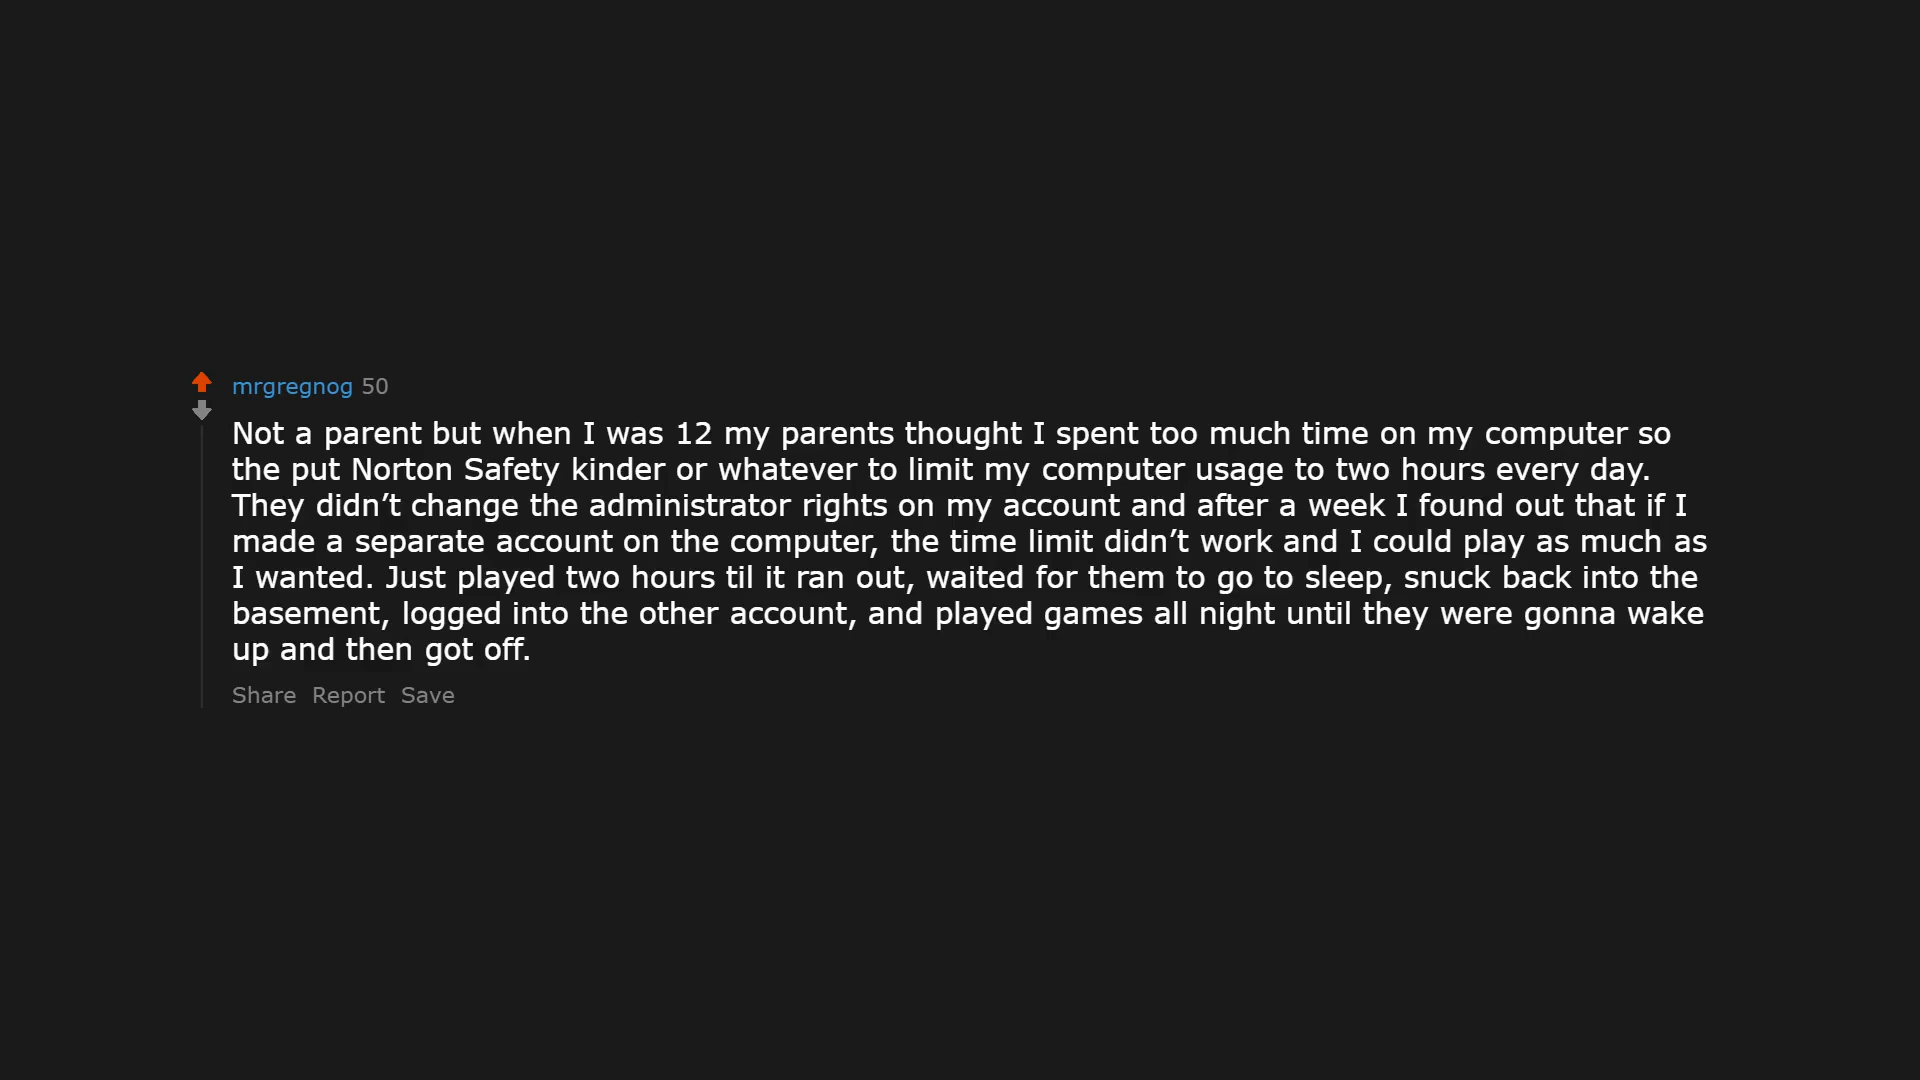 mrgregnog 50
Not a parent but when I was 12 my parents thought I spent too much time on my computer so
the put Norton Safety kinder or whatever to limit my computer usage to two hours every day.
They didn’t change the administrator rights on my account and after a week I found out that if I
made a separate account on the computer, the time limit didn’t work and I could play as much as
I wanted. Just played two hours til it ran out, waited for them to go to sleep, snuck back into the
basement, logged into the other account, and played games all night until they were gonna wake
up and then got off.
Share Report Save